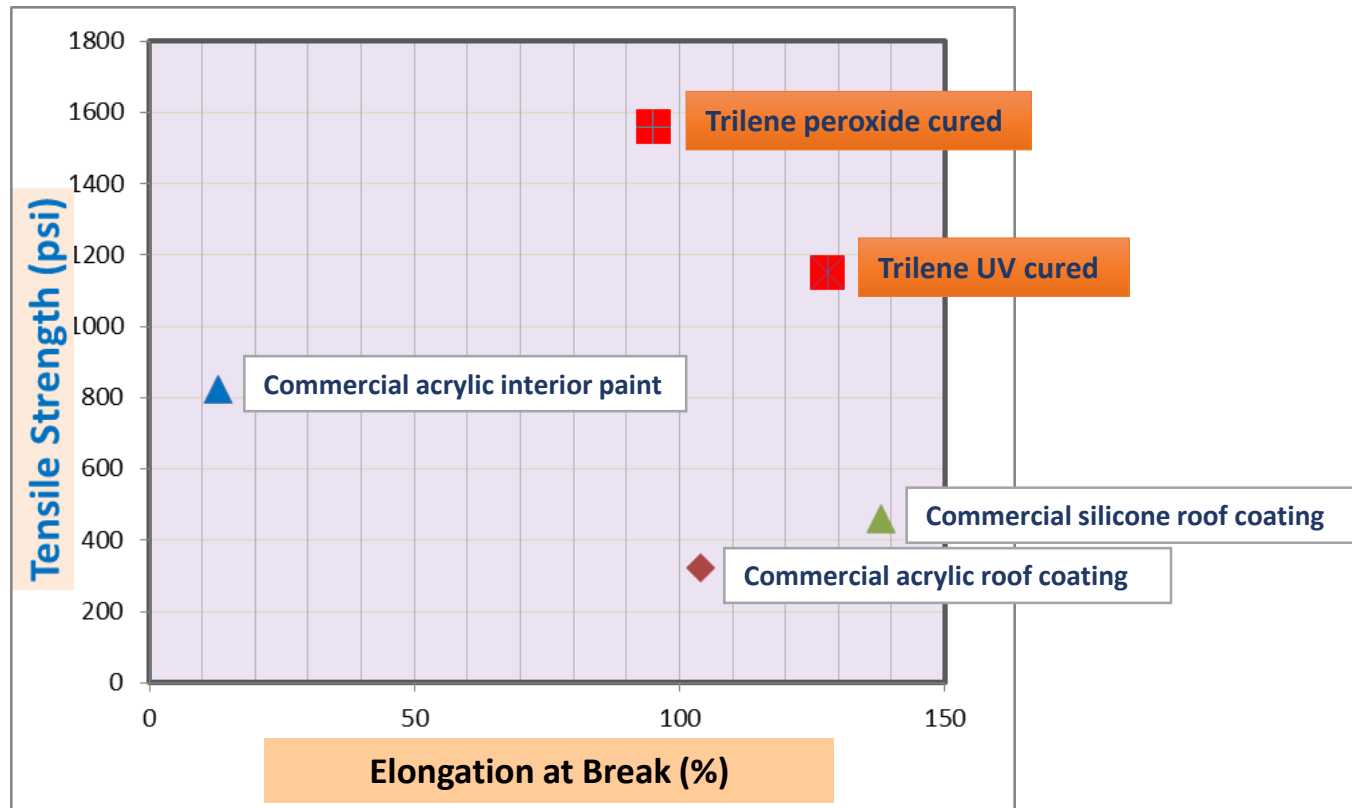 1800
1600
1400
1200
1000
800
600
400
200
0
Tensile Strength (psi)
Trilene peroxide cured
Trilene UV cured
Commercial acrylic interior paint
Commercial silicone roof coating
Commercial acrylic roof coating
0 50 100 150
Elongation at Break (%)